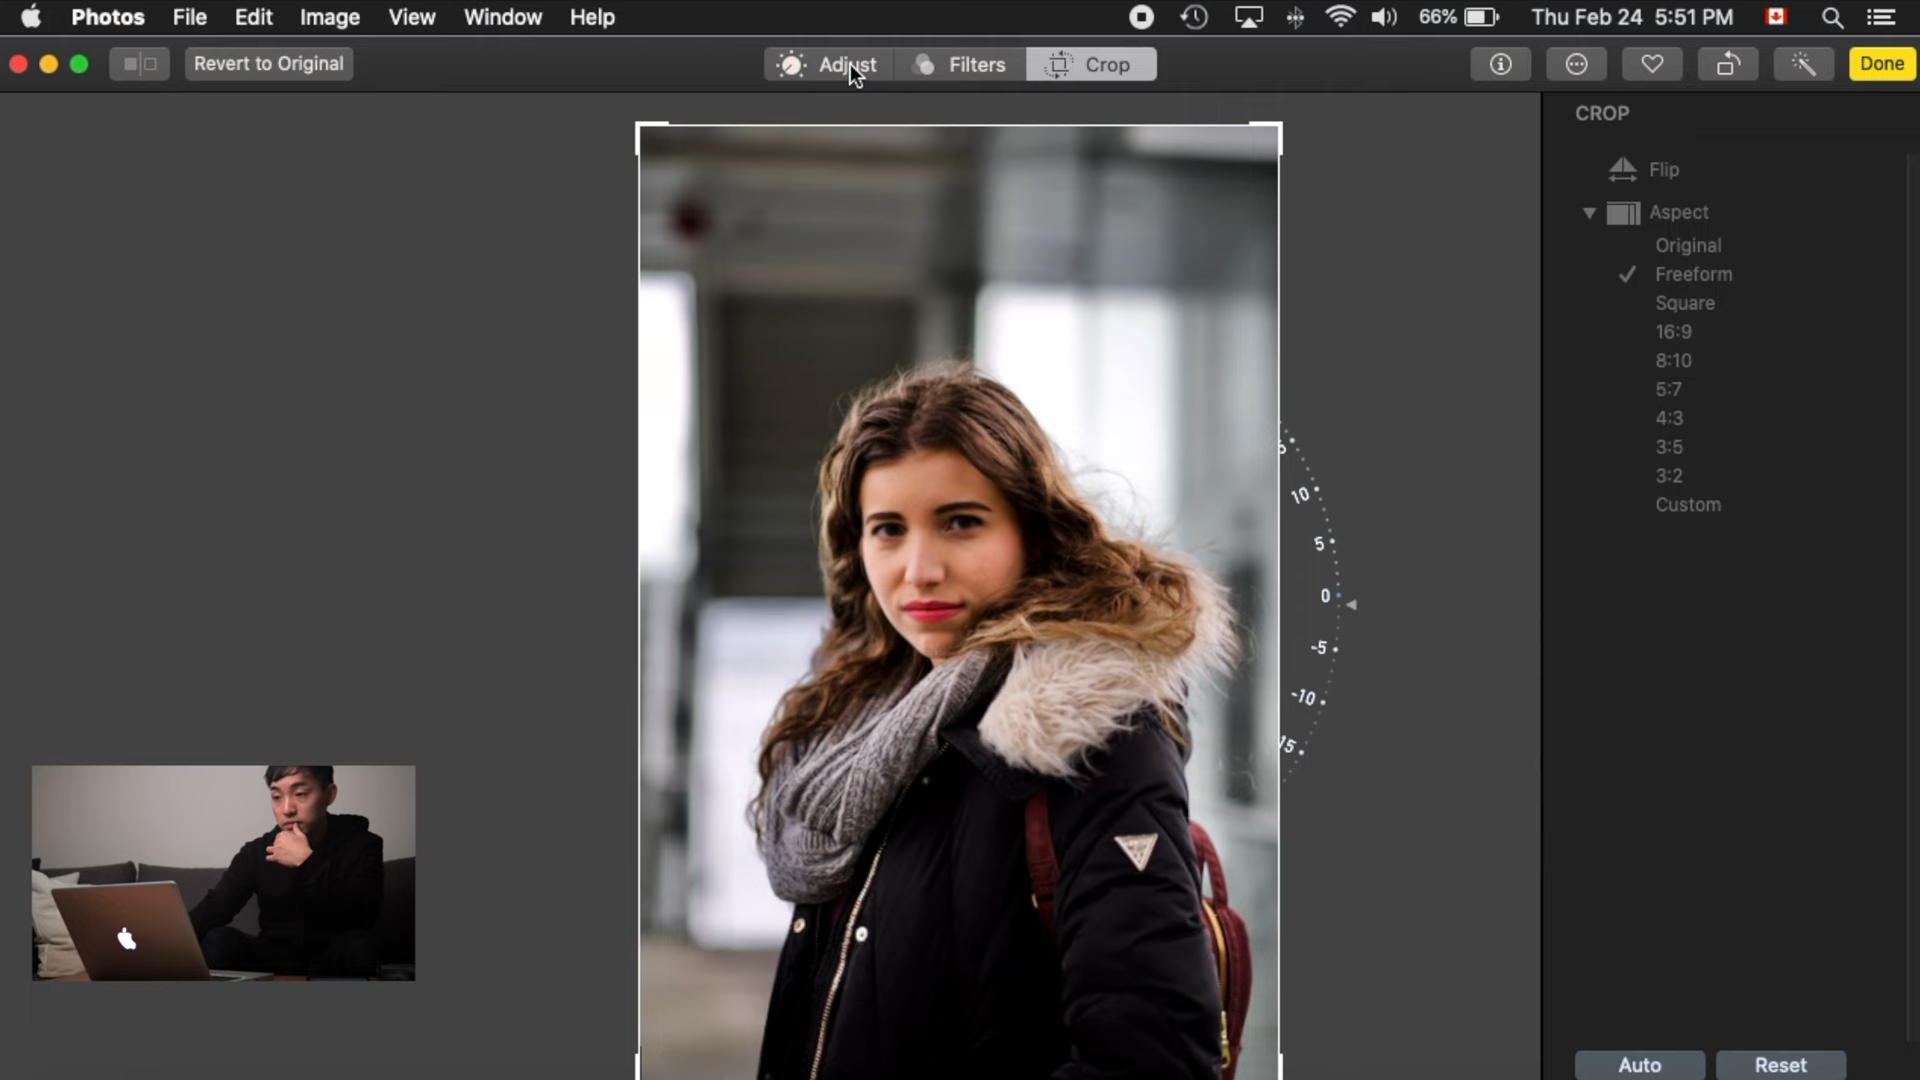 Photos File Edit Image View Window Help 66% Thu Feb 24 5:51 PM
Revert to Original Adjust Filters Crop Done
CROP
Flip
Aspect
Original
Freeform
Square
16:9
8:10
5:7
4:3
3:5
3:2
Custom
10
5
0
-5
-10
15
Auto Reset